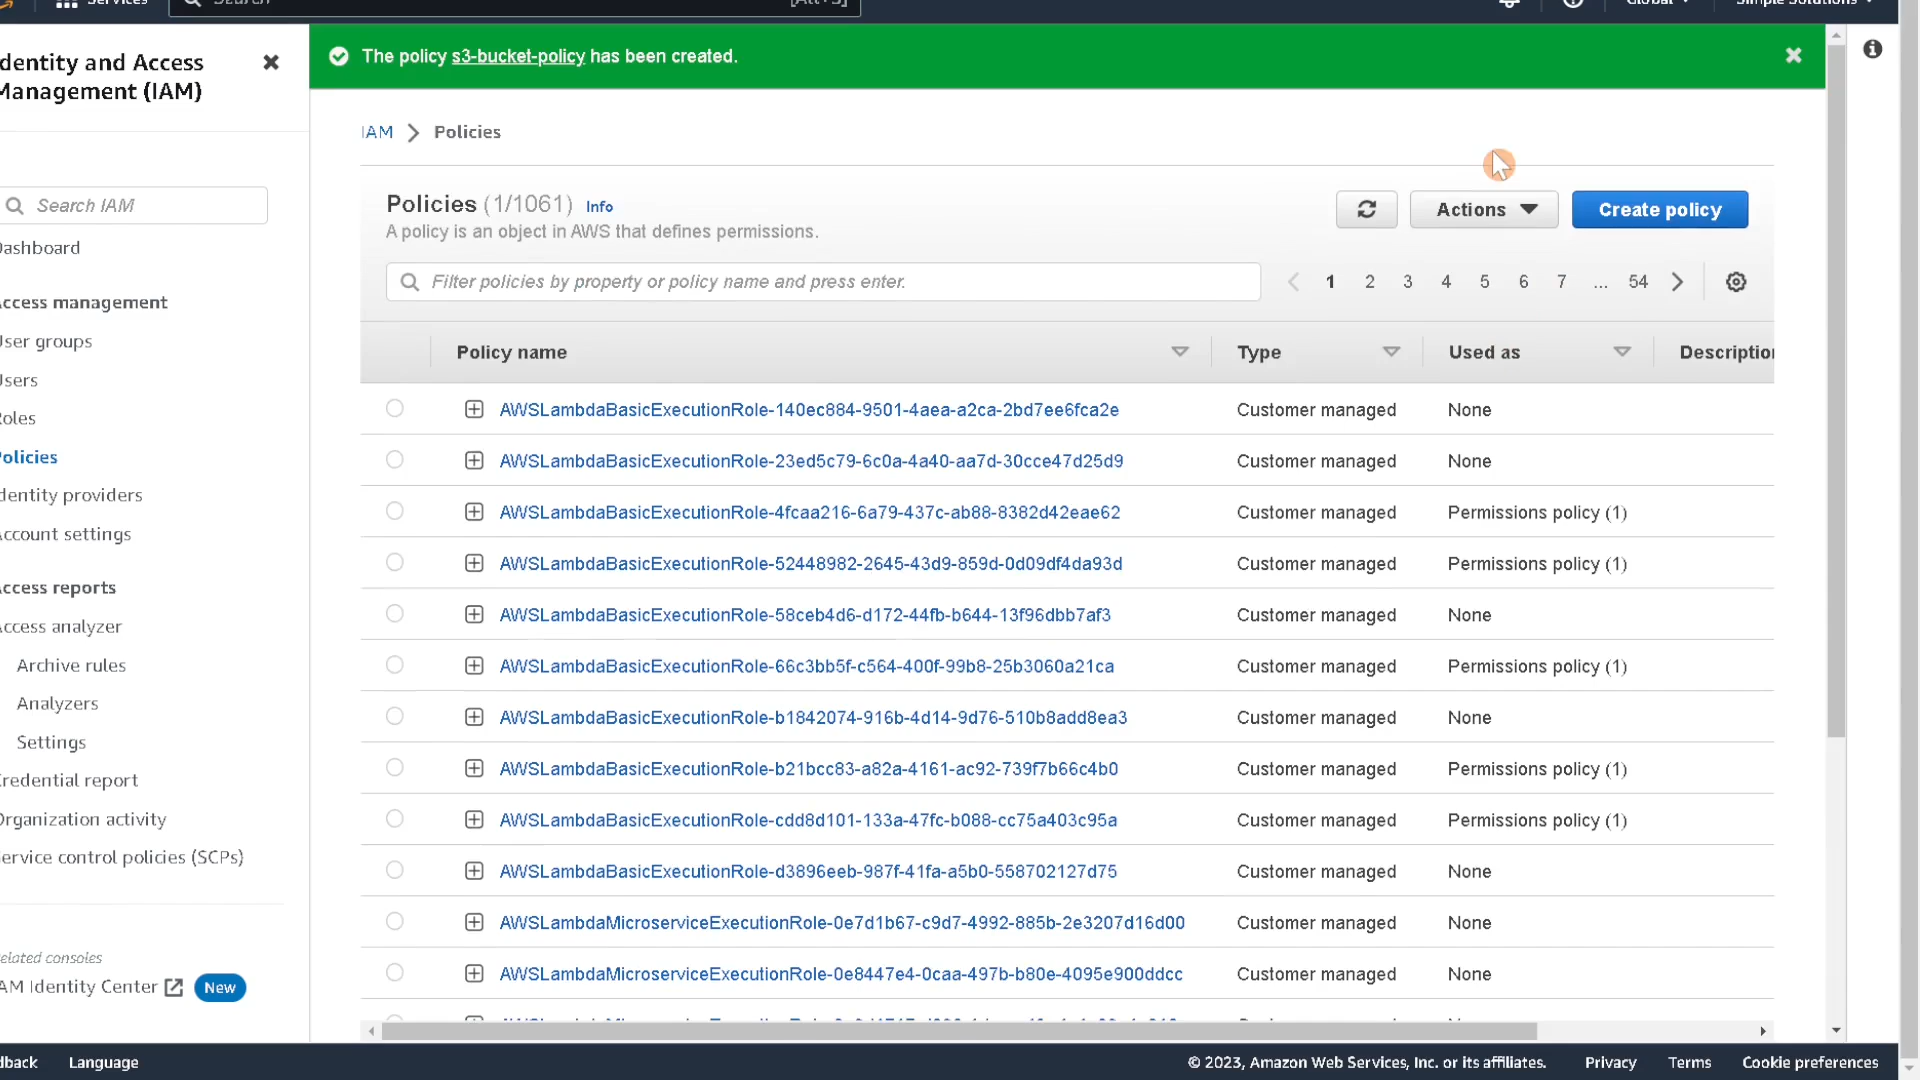 Services
Search
[Alt+S]
Global
Simple Solutions
dentity and Access
Management (IAM)
The policy s3-bucket-policy has been created.
IAM
Policies
Search IAM
Dashboard
Access management
User groups
Users
Roles
Policies
Identity providers
Account settings
Access reports
Access analyzer
Archive rules
Analyzers
Settings
Credential report
Organization activity
Service control policies (SCPs)
elated consoles
IAM Identity Center
New
Policies (1/1061) Info
A policy is an object in AWS that defines permissions.
Actions
Create policy
Filter policies by property or policy name and press enter.
1 2 3 4 5 6 7 ... 54
Policy name Type Used as Description
AWSLambdaBasicExecutionRole-140ec884-9501-4aea-a2ca-2bd7ee6fca2e Customer managed None
AWSLambdaBasicExecutionRole-23ed5c79-6c0a-4a40-aa7d-30cce47d25d9 Customer managed None
AWSLambdaBasicExecutionRole-4fcaa216-6a79-437c-ab88-8382d42eae62 Customer managed Permissions policy (1)
AWSLambdaBasicExecutionRole-52448982-2645-43d9-859d-0d09df4da93d Customer managed Permissions policy (1)
AWSLambdaBasicExecutionRole-58ceb4d6-d172-44fb-b644-13f96dbb7af3 Customer managed None
AWSLambdaBasicExecutionRole-66c3bb5f-c564-400f-99b8-25b3060a21ca Customer managed Permissions policy (1)
AWSLambdaBasicExecutionRole-b1842074-916b-4d14-9d76-510b8add8ea3 Customer managed None
AWSLambdaBasicExecutionRole-b21bcc83-a82a-4161-ac92-739f7b66c4b0 Customer managed Permissions policy (1)
AWSLambdaBasicExecutionRole-cdd8d101-133a-47fc-b088-cc75a403c95a Customer managed Permissions policy (1)
AWSLambdaBasicExecutionRole-d3896eeb-987f-41fa-a5b0-558702127d75 Customer managed None
AWSLambdaMicroserviceExecutionRole-0e7d1b67-c9d7-4992-885b-2e3207d16d00 Customer managed None
AWSLambdaMicroserviceExecutionRole-0e8447e4-0caa-497b-b80e-4095e900ddcc Customer managed None
dback
Language
© 2023, Amazon Web Services, Inc. or its affiliates.
Privacy
Terms
Cookie preferences